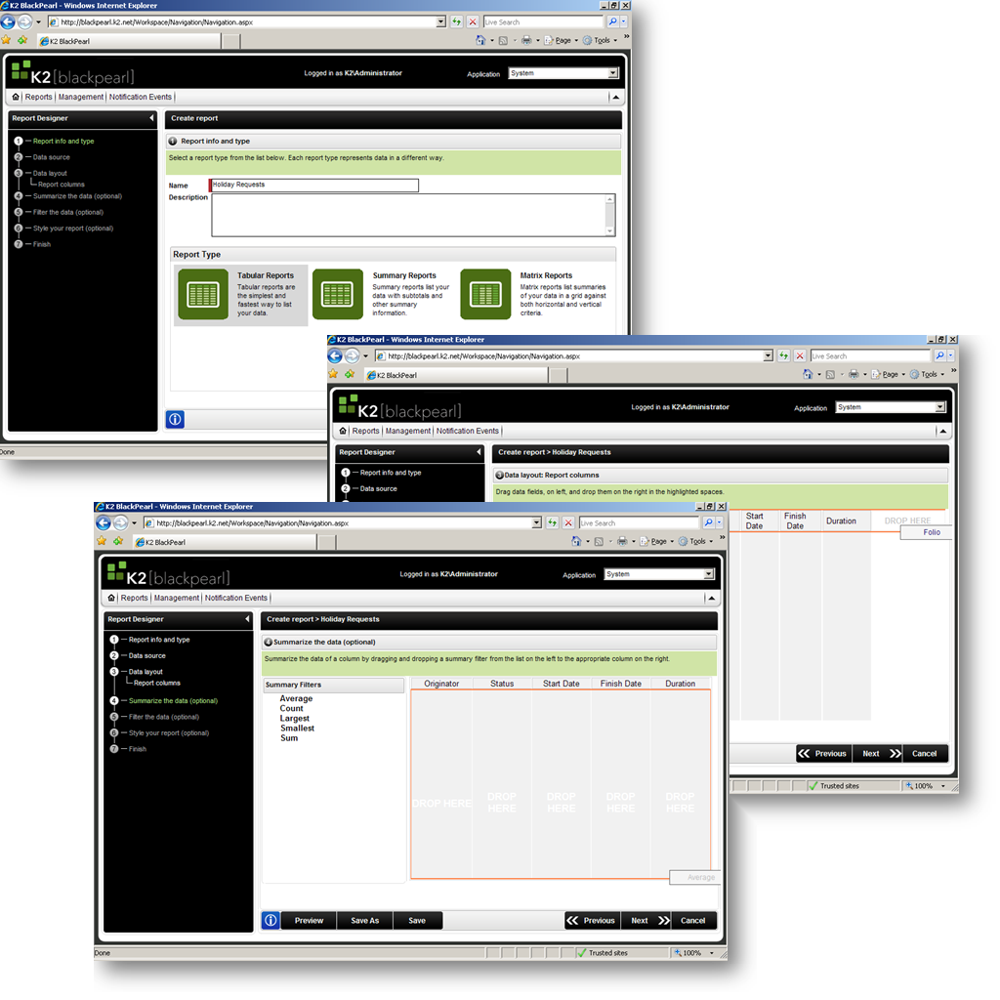 K2 BlackPearl - Windows Internet Explorer
http://blackpearl.k2.net/Workspace/Navigation/Navigation.aspx
Live Search
K2 BlackPearl
Page
Tools
K2[blackpearl]
Logged in as K2\Administrator
Application
System
Reports
Management
Notification Events
Report Designer
1 Report info and type
2 Data source
3 Data layout
Report columns
4 Summarize the data (optional)
5 Filter the data (optional)
6 Style your report (optional)
7 Finish
Create report
1 Report info and type
Select a report type from the list below. Each report type represents data in a different way.
Name
Holiday Requests
Description
Report Type
Tabular Reports
Tabular reports are
the simplest and
fastest way to list
your data.
Summary Reports
Summary reports list your
data with subtotals and
other summary
information.
Matrix Reports
Matrix reports list summaries
of your data in a grid against
both horizontal and vertical
criteria.
Done
K2 BlackPearl - Windows Internet Explorer
http://blackpearl.k2.net/Workspace/Navigation/Navigation.aspx
Live Search
K2 BlackPearl
Page
Tools
K2[blackpearl]
Logged in as K2\Administrator
Application
System
Reports
Management
Notification Events
Report Designer
1 Report info and type
2 Data source
Create report > Holiday Requests
3 Data layout: Report columns
Drag data fields, on left, and drop them on the right in the highlighted spaces.
Start
Date
Finish
Date
Duration
DROP HERE
Folio
Previous
Next
Cancel
Trusted sites
100%
K2 BlackPearl - Windows Internet Explorer
http://blackpearl.k2.net/Workspace/Navigation/Navigation.aspx
Live Search
K2 BlackPearl
Page
Tools
K2[blackpearl]
Logged in as K2\Administrator
Application
System
Reports
Management
Notification Events
Report Designer
1 Report info and type
2 Data source
3 Data layout
Report columns
4 Summarize the data (optional)
5 Filter the data (optional)
6 Style your report (optional)
7 Finish
Create report > Holiday Requests
4 Summarize the data (optional)
Summarize the data of a column by dragging and dropping a summary filter from the list on the left to the appropriate column on the right.
Summary Filters
Average
Count
Largest
Smallest
Sum
Originator
Status
Start Date
Finish Date
Duration
DROP HERE
DROP
HERE
DROP
HERE
DROP
HERE
DROP
HERE
Average
Preview
Save As
Save
Previous
Next
Cancel
Done
Trusted sites
100%